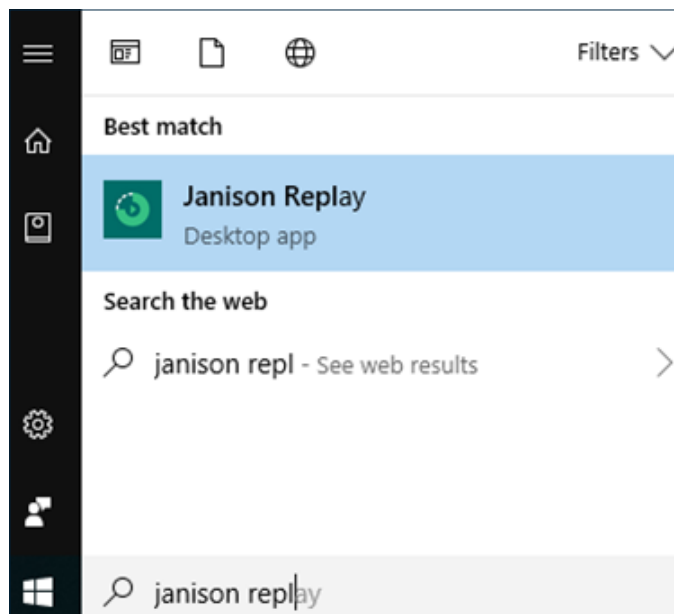 Filters
Best match
Janison Replay
Desktop app
Search the web
janison repl - See web results
janison replay